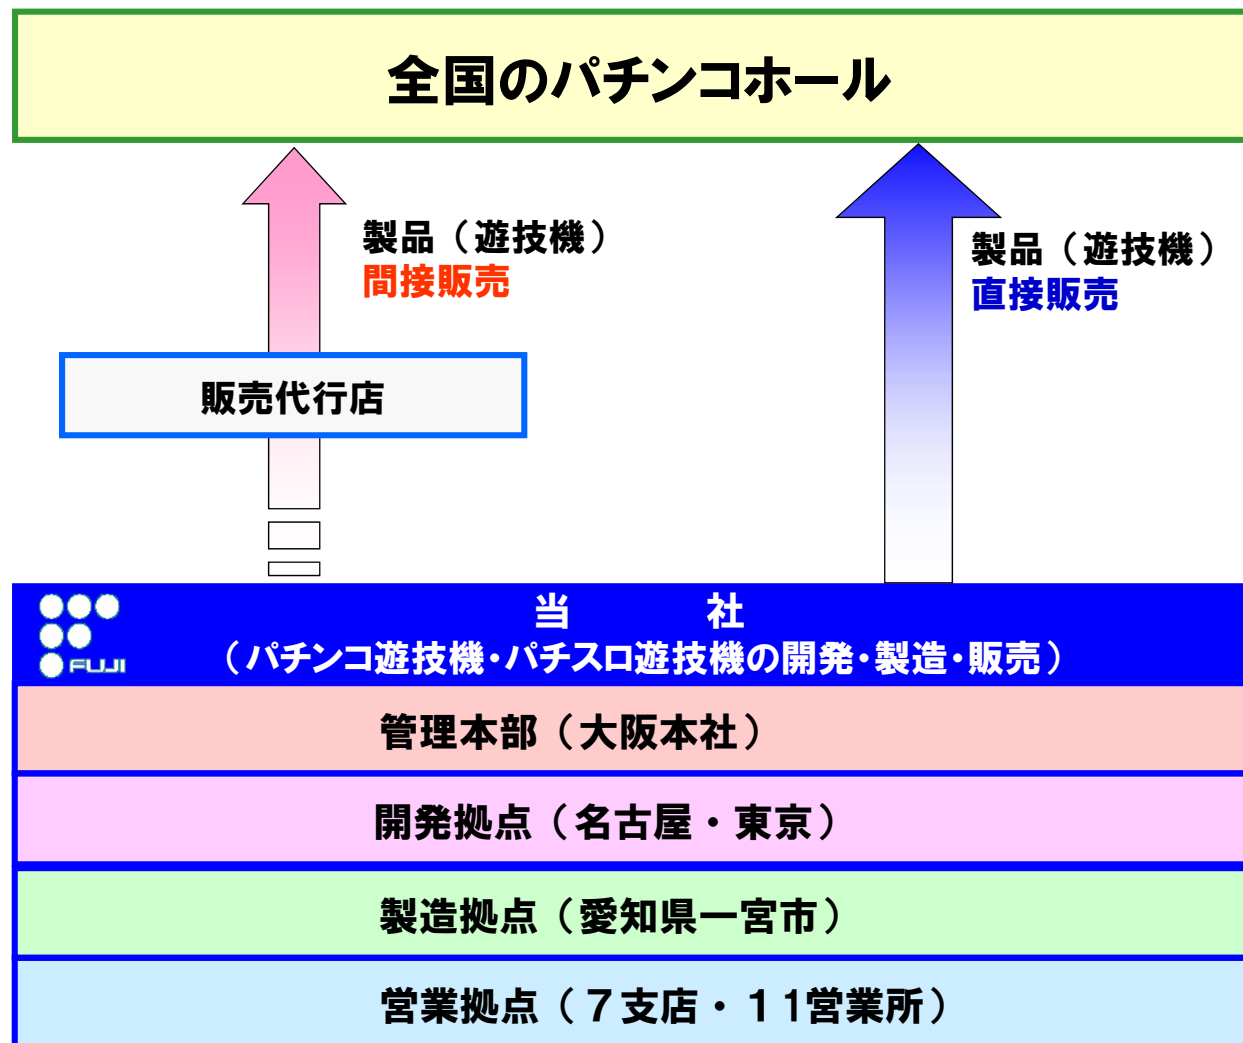 全国のパチンコホール
製品（遊技機）
間接販売
製品（遊技機）
直接販売
販売代行店
当　　　社
FUJI
（パチンコ遊技機・パチスロ遊技機の開発・製造・販売）
管理本部（大阪本社）
開発拠点（名古屋・東京）
製造拠点（愛知県一宮市）
営業拠点（７支店・１1営業所）